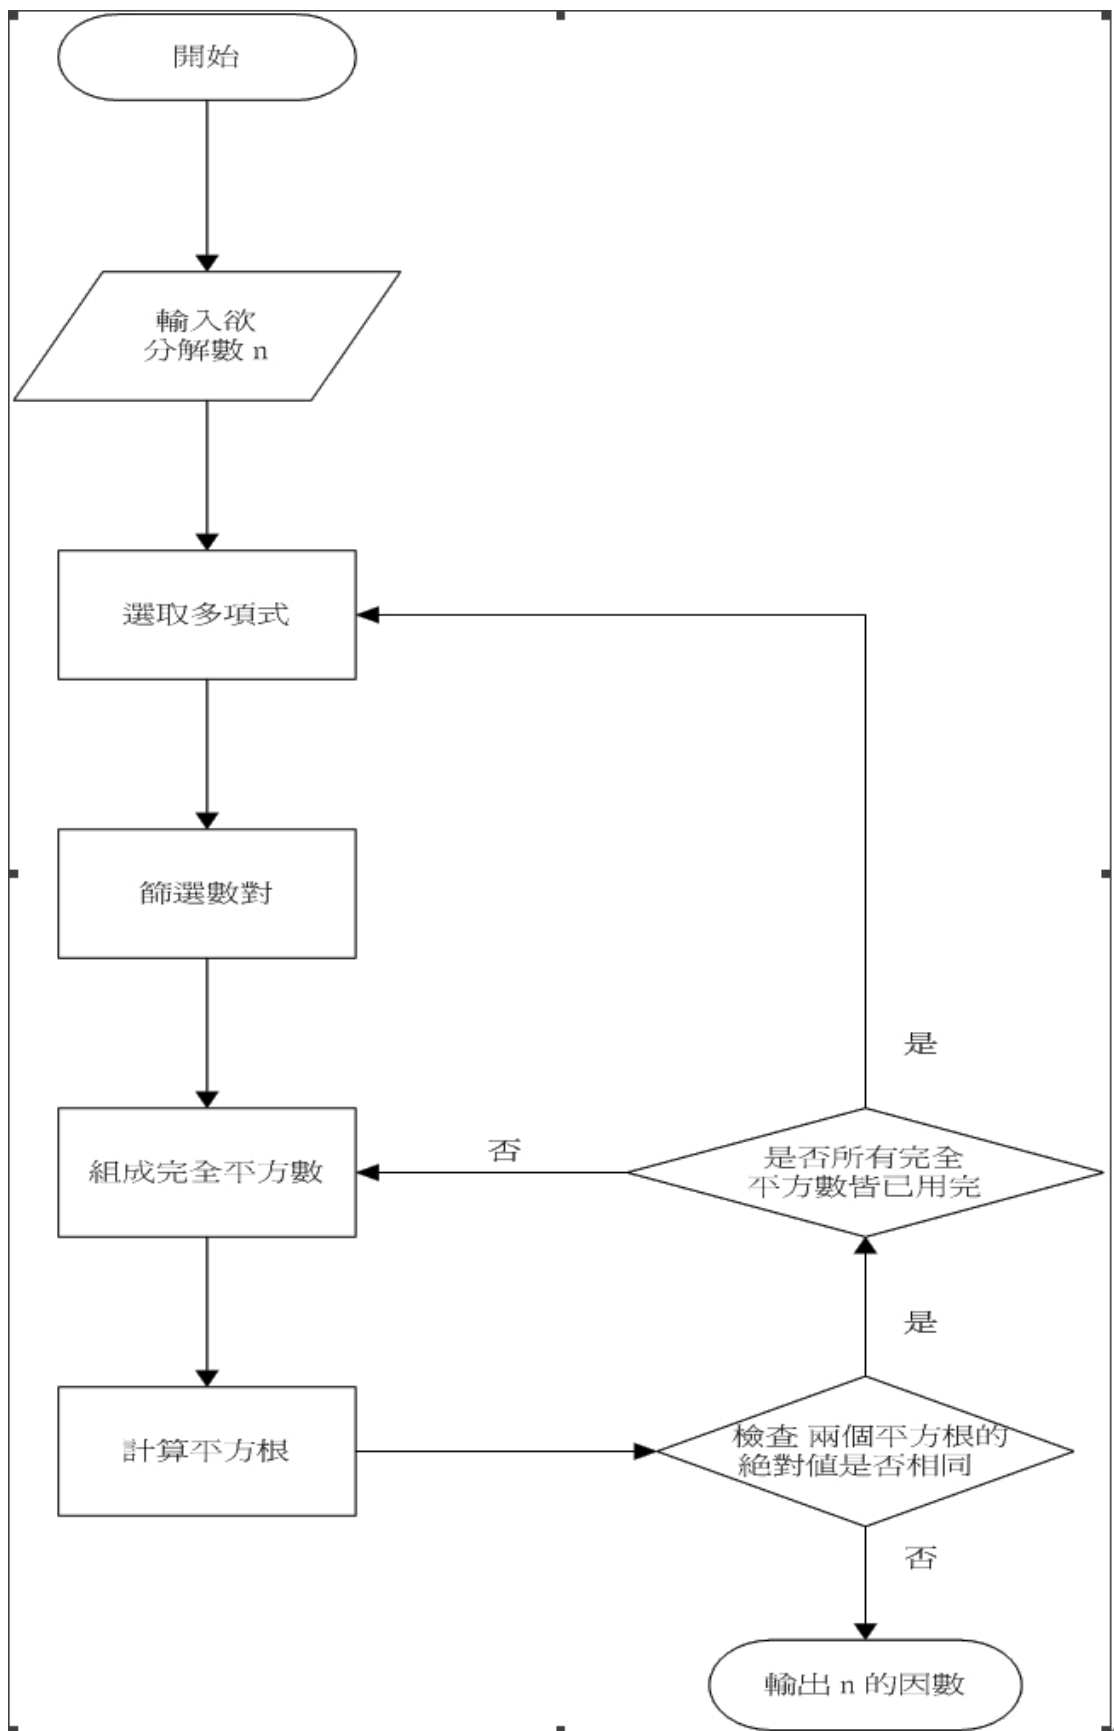 開始
輸入欲
分解數 n
選取多項式
篩選數對
是
組成完全平方數
否
是否所有完全
平方數皆已用完
是
計算平方根
檢查 兩個平方根的
絕對值是否相同
否
輸出 n 的因數